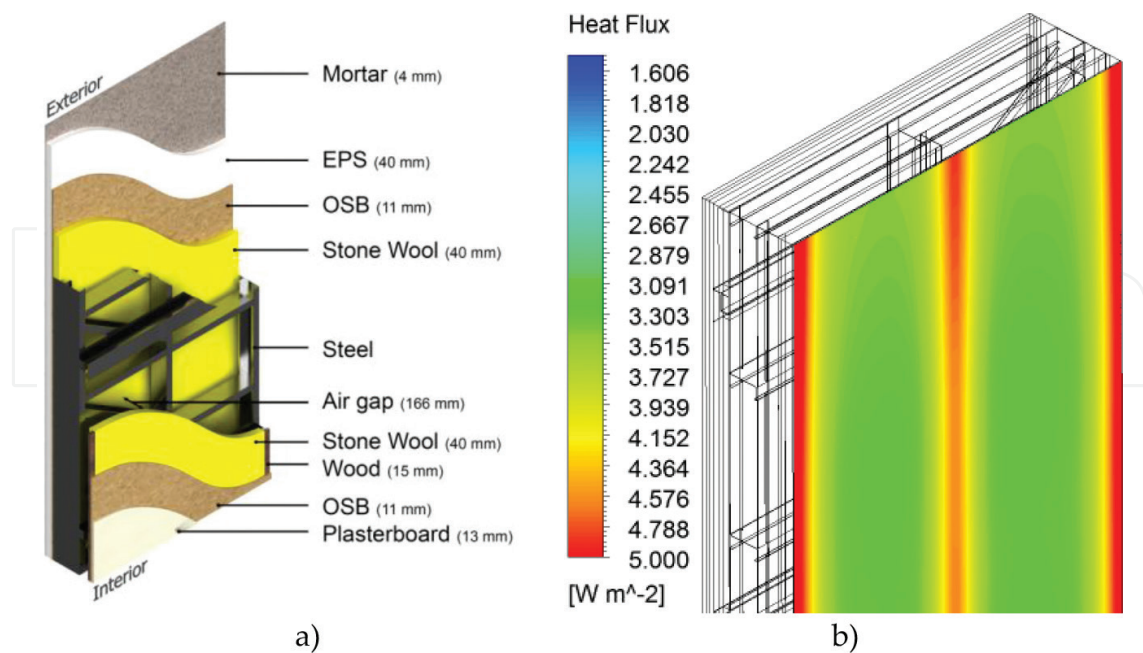 Exterior
Mortar (4 mm)
EPS (40 mm)
OSB (11 mm)
Stone Wool (40 mm)
Steel
Air gap (166 mm)
Stone Wool (40 mm)
Wood (15 mm)
OSB (11 mm)
Plasterboard (13 mm)
Interior
a)
Heat Flux
1.606
1.818
2.030
2.242
2.455
2.667
2.879
3.091
3.303
3.515
3.727
3.939
4.152
4.364
4.576
4.788
5.000
[W m^-2]
b)